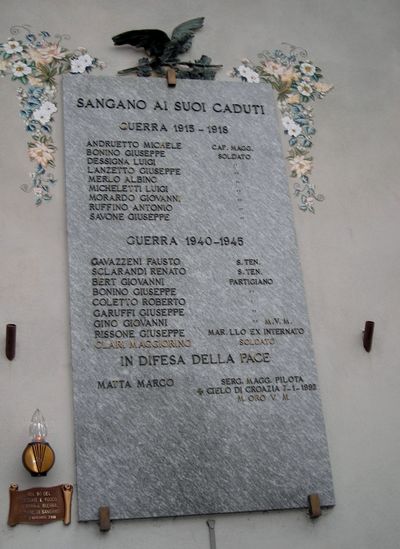 SANGANO AI SUOI CADUTI
GUERRA 1915-1918
ANDRUETTO MICHELE CAP. MAGG.
BONINO GIUSEPPE SOLDATO
DESSIGNA LUIGI "
LANZETTO GIUSEPPE "
MERLO ALBINO "
MICHELETTI LUIGI "
MORARDO GIOVANNI "
RUFFINO ANTONIO "
SAVONE GIUSEPPE "
GUERRA 1940-1945
GAVAZZENI FAUSTO S. TEN.
SCLARANDI RENATO S. TEN.
BERT GIOVANNI PARTIGIANO
BONINO GIUSEPPE "
COLETTO ROBERTO "
GARUFFI GIUSEPPE "
GINO GIOVANNI " M.V.M.
RISSONE GIUSEPPE MAR. LLO EX INTERNATO
CLARI MAGGIORINO SOLDATO
IN DIFESA DELLA PACE
MATTA MARCO SERG. MAGG. PILOTA
CIELO DI CROAZIA 7-1-1992
M. ORO V. M.